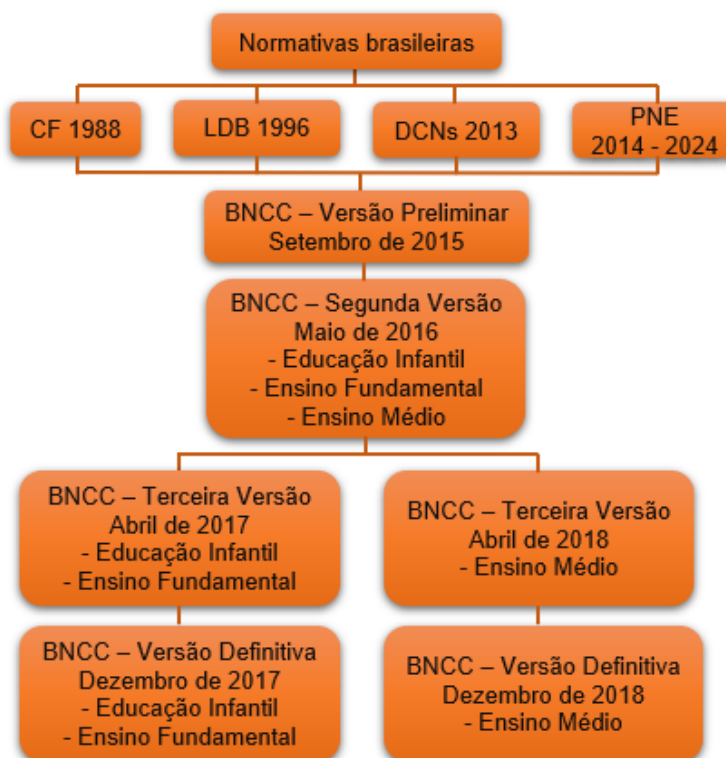 Normativas brasileiras
CF 1988
LDB 1996
DCNs 2013
PNE
2014 - 2024
BNCC – Versão Preliminar
Setembro de 2015
BNCC – Segunda Versão
Maio de 2016
- Educação Infantil
- Ensino Fundamental
- Ensino Médio
BNCC – Terceira Versão
Abril de 2017
- Educação Infantil
- Ensino Fundamental
BNCC – Terceira Versão
Abril de 2018
- Ensino Médio
BNCC – Versão Definitiva
Dezembro de 2017
- Educação Infantil
- Ensino Fundamental
BNCC – Versão Definitiva
Dezembro de 2018
- Ensino Médio